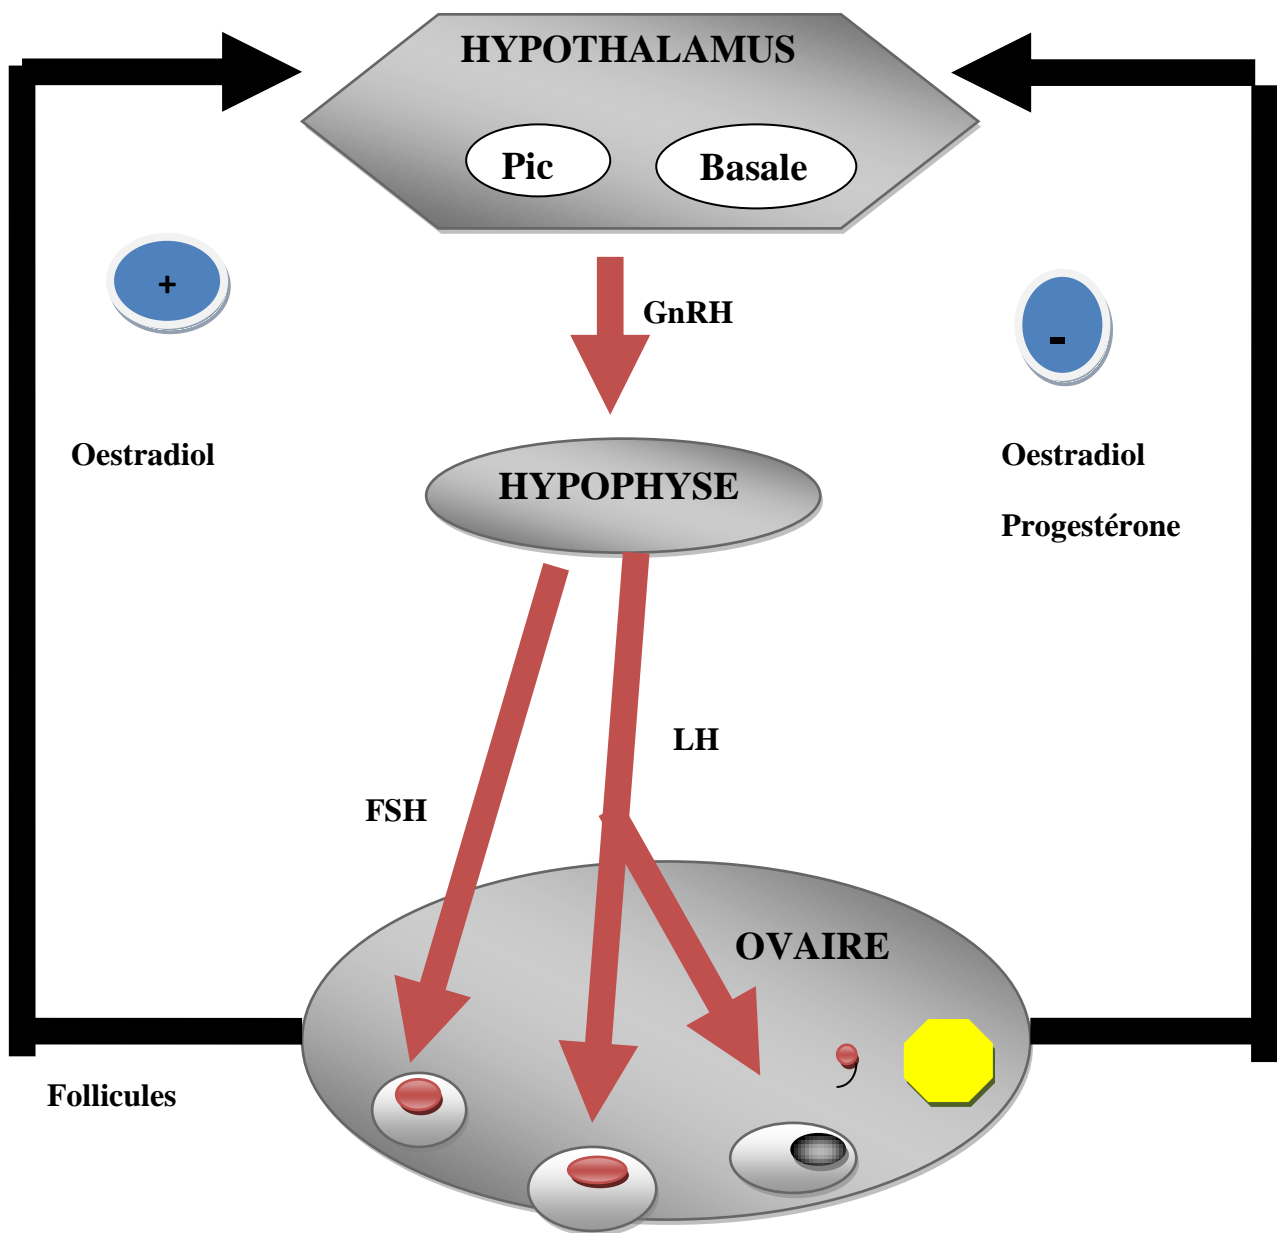 HYPOTHALAMUS
Pic
Basale
+
-
GnRH
Oestradiol
Oestradiol
HYPOPHYSE
Progestérone
LH
FSH
OVAIRE
Follicules